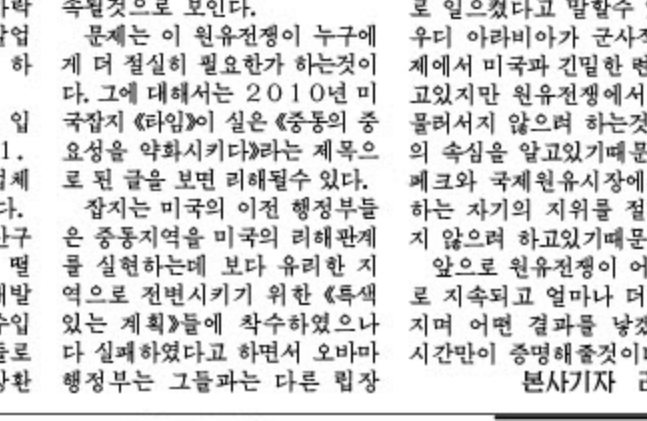 락
속될것으로 보인다.
문제는 이 원유전쟁이 누구에
게 더 절실히 필요한가 하는것이
다. 그에 대해서는 2010년 미
국잡지 《타임》이 실은 《중동의 중
요성을 약화시키다》라는 제목으
로 된 글을 보면 리해될수 있다.
잡지는 미국의 이전 행정부들
은 중동지역을 미국의 리해관계
를 실현하는데 보다 유리한 지
역으로 전변시키기 위한 《특색
있는 계획》들에 착수하였으나
다 실패하였다고 하면서 오바마
행정부는 그들과는 다른 립장
로 일으켰다고 말할수
우디 아라비아가 군사
제에서 미국과 긴밀한
고있지만 원유전쟁에서
물러서지 않으려 하는것
의 속심을 알고있기때문
페크와 국제원유시장에
하는 자기의 지위를
지 않으려 하고있기때문
앞으로 원유전쟁이
로 지속되고 얼마나 더
지며 어떤 결과를
시간만이 증명해줄것이
본사기자